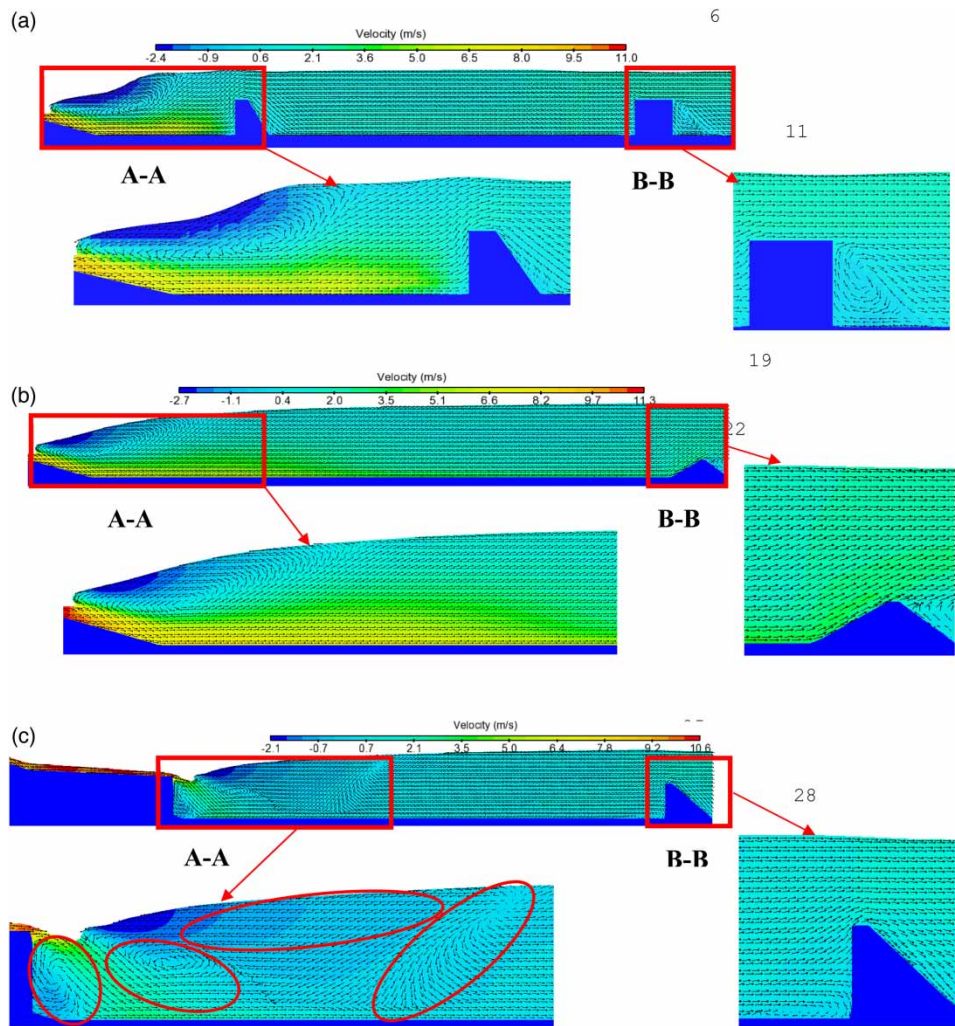 (a)
6
Velocity (m/s)
-2.4 -0.9 0.6 2.1 3.6 5.1 6.6 8.0 9.5 11.0
11
A-A
B-B
19
(b)
Velocity (m/s)
-2.7 -1.1 0.4 2.0 3.5 5.1 6.6 8.2 9.7 11.3
22
A-A
B-B
(c)
Velocity (m/s)
-2.1 -0.7 0.7 2.1 3.5 5.0 6.4 7.8 9.2 10.6
28
A-A
B-B